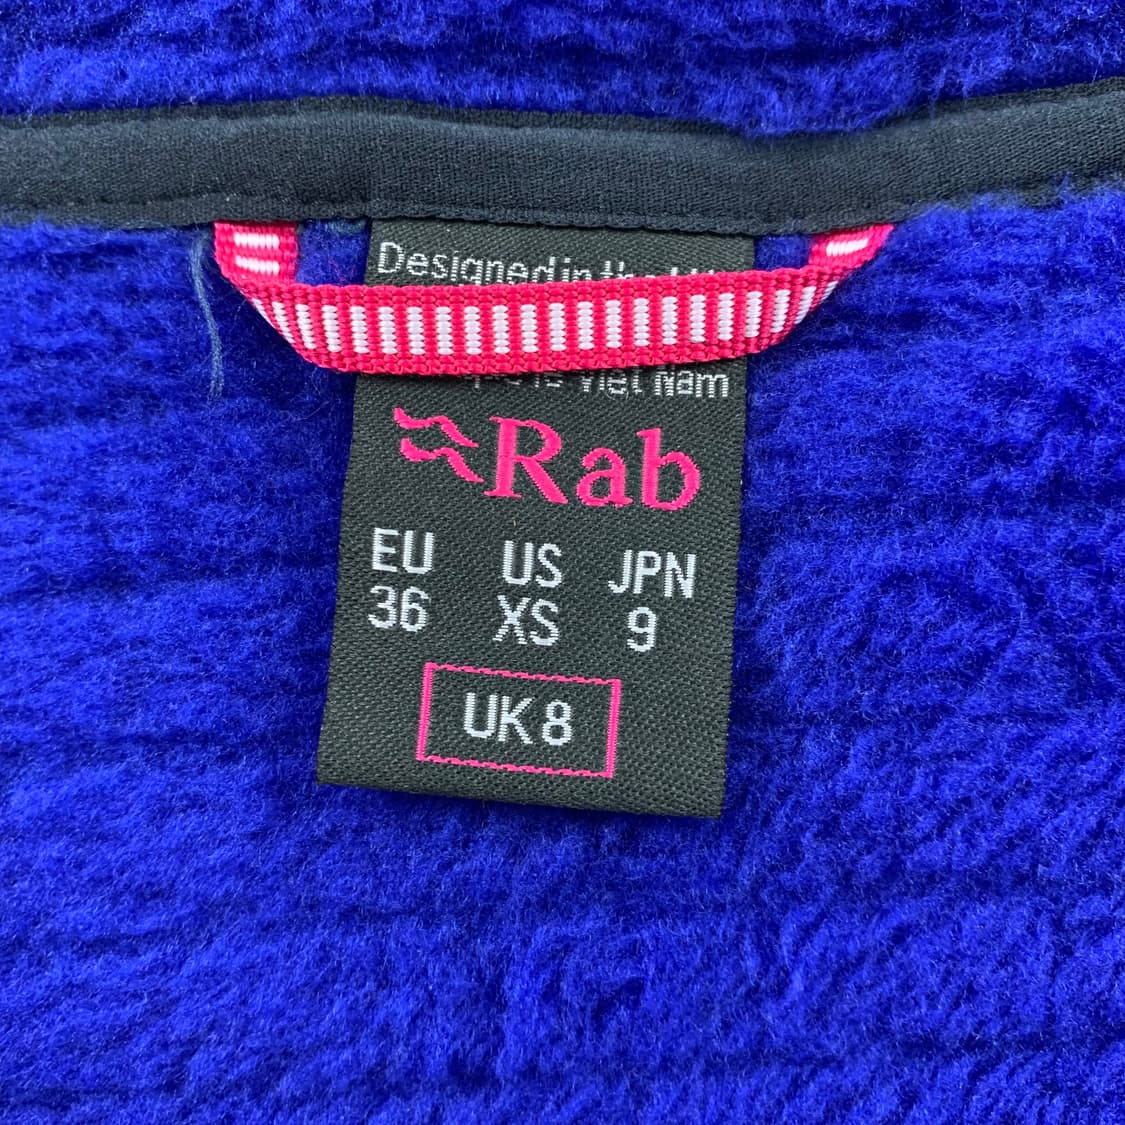 Designed in the
Viet Nam
Rab
EU US JPN
36 XS 9
UK 8